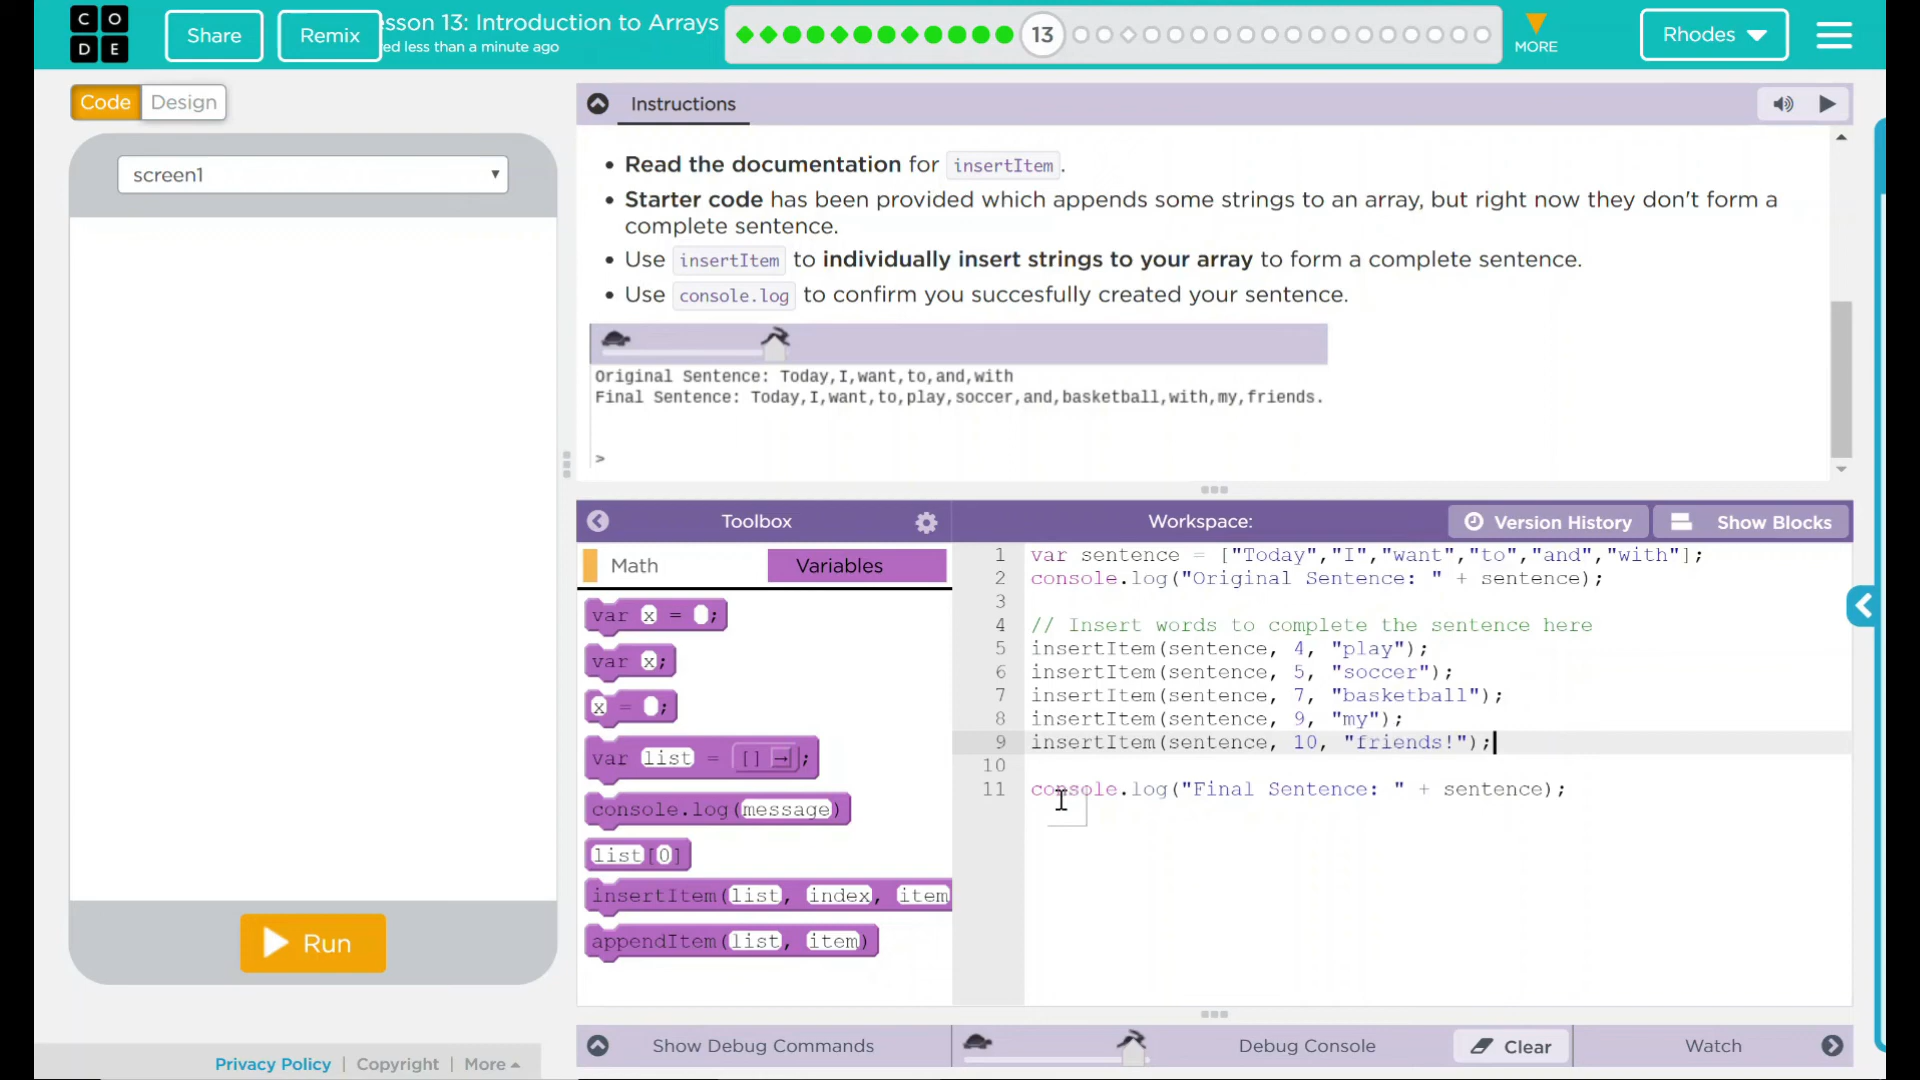 CODE
Share
Remix
esson 13: Introduction to Arrays
ed less than a minute ago
13
MORE
Rhodes
Code
Design
screen1
Instructions
Read the documentation for insertItem.
Starter code has been provided which appends some strings to an array, but right now they don't form a
complete sentence.
Use insertItem to individually insert strings to your array to form a complete sentence.
Use console.log to confirm you succesfully created your sentence.
Original Sentence: Today,I,want,to,and,with
Final Sentence: Today,I,want,to,play,soccer,and,basketball,with,my,friends.
>
Toolbox
Workspace:
Version History
Show Blocks
Math
Variables
var x = ;
var x;
x = ;
var list = [];
console.log(message)
list[0]
insertItem(list, index, item
appendItem(list, item)
1 var sentence = ["Today","I","want","to","and","with"];
2 console.log("Original Sentence: " + sentence);
3
4 // Insert words to complete the sentence here
5 insertItem(sentence, 4, "play");
6 insertItem(sentence, 5, "soccer");
7 insertItem(sentence, 7, "basketball");
8 insertItem(sentence, 9, "my");
9 insertItem(sentence, 10, "friends!");
10
11 console.log("Final Sentence: " + sentence);
Run
Show Debug Commands
Debug Console
Clear
Watch
Privacy Policy | Copyright | More